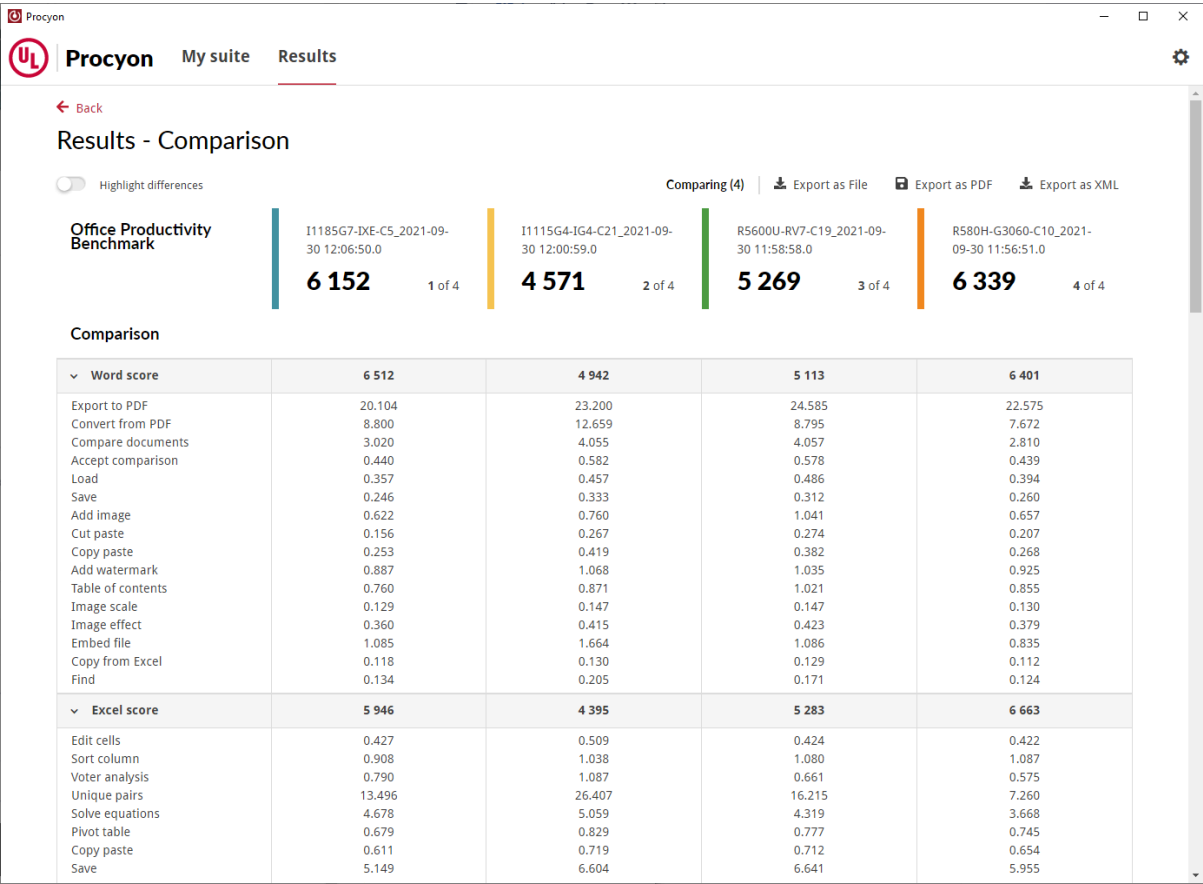 Procyon
UL Procyon My suite Results
Back
Results - Comparison
Highlight differences Comparing (4) Export as File Export as PDF Export as XML
Office Productivity Benchmark
I1185G7-IXE-C5_2021-09-30 12:06:50.0
6 152 1 of 4
I1115G4-IG4-C21_2021-09-30 12:00:59.0
4 571 2 of 4
R5600U-RV7-C19_2021-09-30 11:58:58.0
5 269 3 of 4
R580H-G3060-C10_2021-09-30 11:56:51.0
6 339 4 of 4
Comparison
Word score 6 512 4 942 5 113 6 401
Export to PDF 20.104 23.200 24.585 22.575
Convert from PDF 8.800 12.659 8.795 7.672
Compare documents 3.020 4.055 4.057 2.810
Accept comparison 0.440 0.582 0.578 0.439
Load 0.357 0.457 0.486 0.394
Save 0.246 0.333 0.312 0.260
Add image 0.622 0.760 1.041 0.657
Cut paste 0.156 0.267 0.274 0.207
Copy paste 0.253 0.419 0.382 0.268
Add watermark 0.887 1.068 1.035 0.925
Table of contents 0.760 0.871 1.021 0.855
Image scale 0.129 0.147 0.147 0.130
Image effect 0.360 0.415 0.423 0.379
Embed file 1.085 1.664 1.086 0.835
Copy from Excel 0.118 0.130 0.129 0.112
Find 0.134 0.205 0.171 0.124
Excel score 5 946 4 395 5 283 6 663
Edit cells 0.427 0.509 0.424 0.422
Sort column 0.908 1.038 1.080 1.087
Voter analysis 0.790 1.087 0.661 0.575
Unique pairs 13.496 26.407 16.215 7.260
Solve equations 4.678 5.059 4.319 3.668
Pivot table 0.679 0.829 0.777 0.745
Copy paste 0.611 0.719 0.712 0.654
Save 5.149 6.604 6.641 5.955